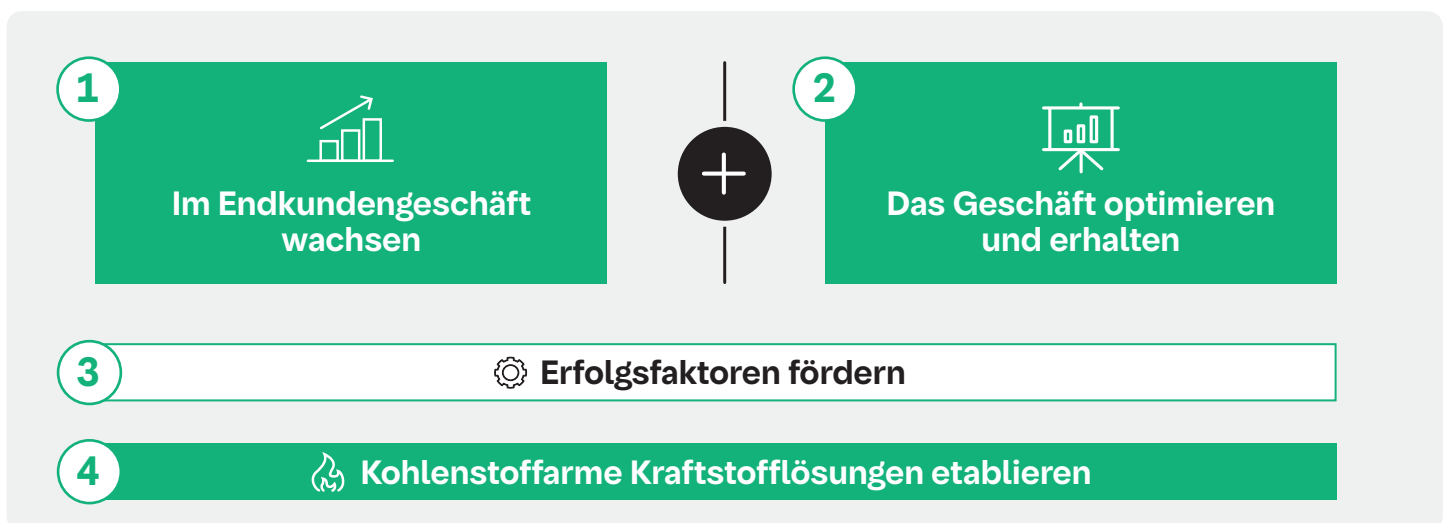 1
Im Endkundengeschäft
wachsen
2
Das Geschäft optimieren
und erhalten
3
Erfolgsfaktoren fördern
4
Kohlenstoffarme Kraftstofflösungen etablieren